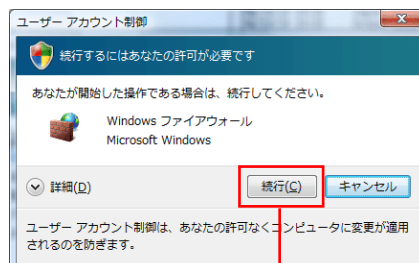 ユーザー アカウント制御
続行するにはあなたの許可が必要です
あなたが開始した操作である場合は、続行してください。
Windows ファイアウォール
Microsoft Windows
詳細(D)
続行(C)
キャンセル
ユーザー アカウント制御は、あなたの許可なくコンピュータに変更が適用
されるのを防ぎます。